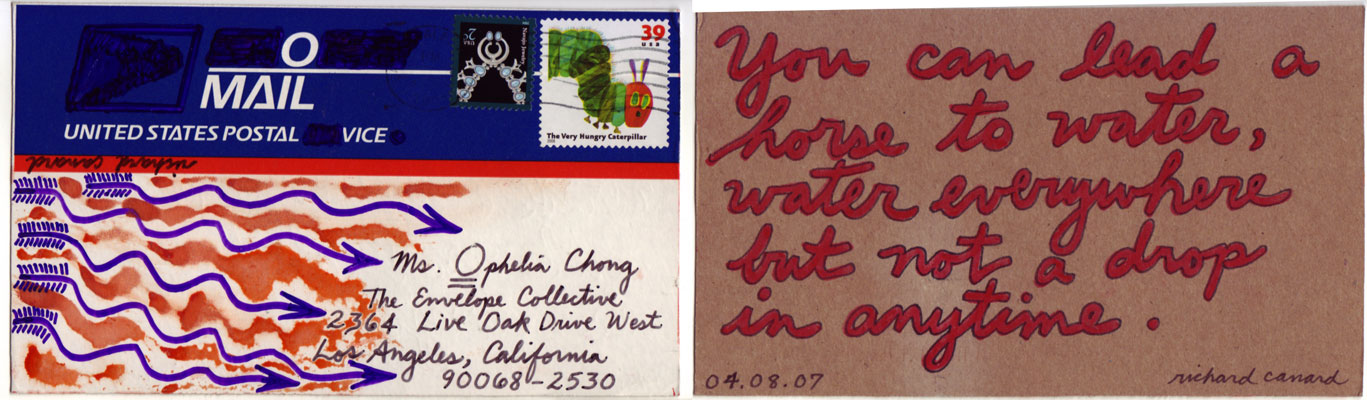 O
MAIL
UNITED STATES POSTAL VICE
richard canard
USA 2c
Navajo Jewelry
39
USA
The Very Hungry Caterpillar
Ms. Ophelia Chong
The Envelope Collective
2364 Live Oak Drive West
Los Angeles, California
90068-2530
You can lead a
horse to water,
water everywhere
but not a drop
in anytime.
04.08.07
richard canard